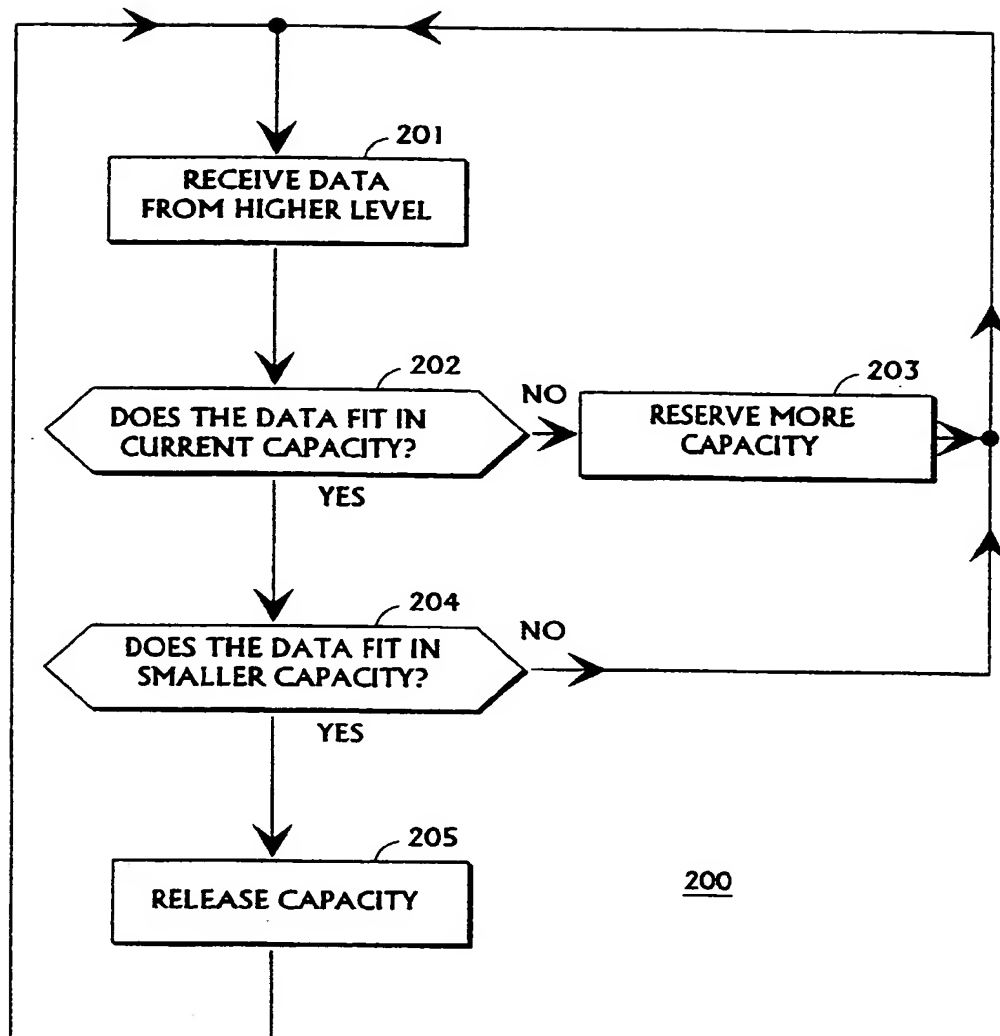 201
RECEIVE DATA
FROM HIGHER LEVEL
202
DOES THE DATA FIT IN
CURRENT CAPACITY?
NO
YES
203
RESERVE MORE
CAPACITY
204
DOES THE DATA FIT IN
SMALLER CAPACITY?
NO
YES
205
RELEASE CAPACITY
200